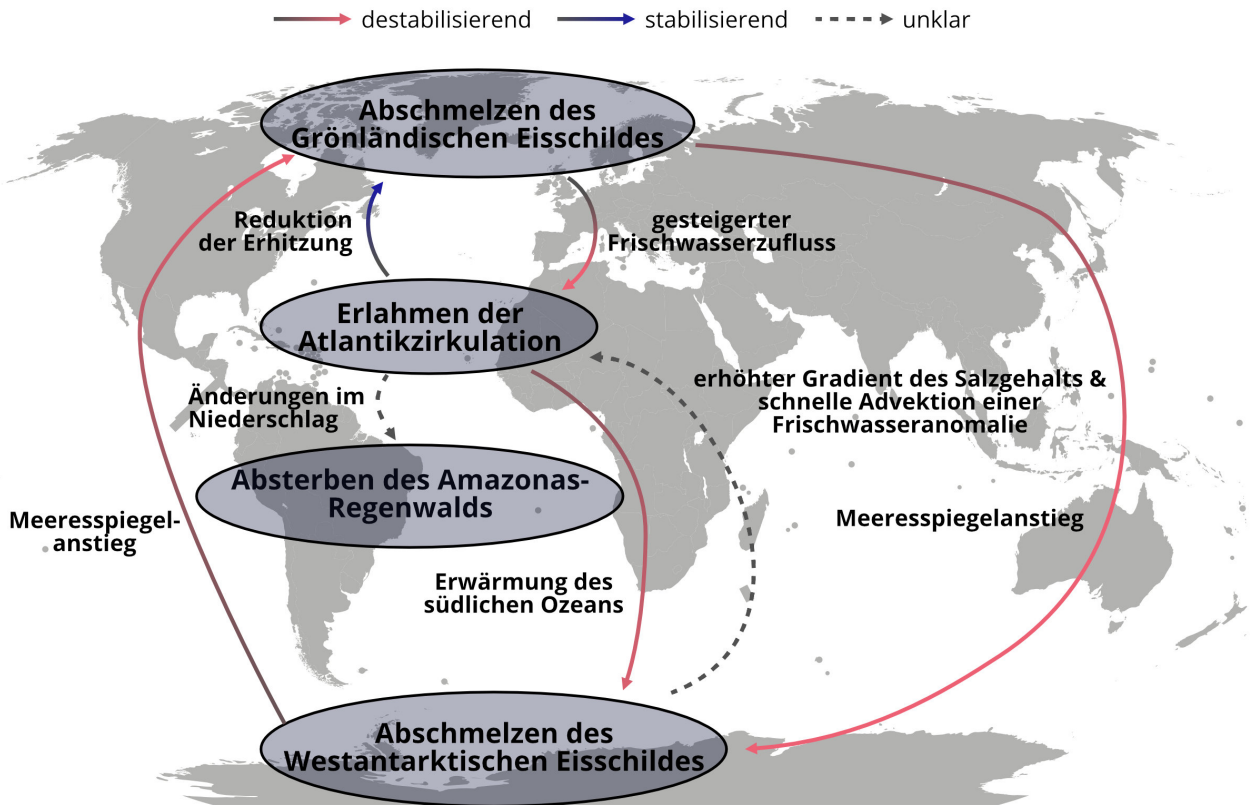 destabilisierend
stabilisierend
unklar
Abschmelzen des
Grönländischen Eisschildes
Reduktion
der Erhitzung
gesteigerter
Frischwasserzufluss
Erlahmen der
Atlantikzirkulation
Änderungen im
Niederschlag
erhöhter Gradient des Salzgehalts &
schnelle Advektion einer
Frischwasseranomalie
Absterben des Amazonas-
Regenwalds
Meeresspiegel-
anstieg
Meeresspiegelanstieg
Erwärmung des
südlichen Ozeans
Abschmelzen des
Westantarktischen Eisschildes